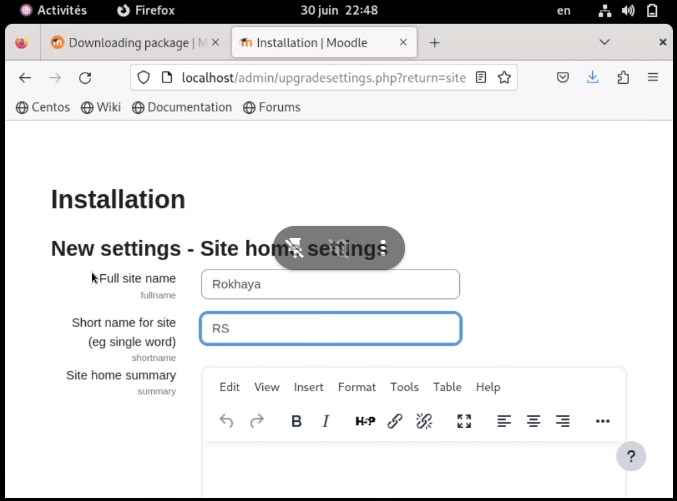 Activités Firefox 30 juin 22:48 en
Downloading package | M Installation | Moodle
localhost/admin/upgradesettings.php?return=site
Centos Wiki Documentation Forums
Installation
New settings - Site home settings
Full site name Rokhaya
fullname
Short name for site RS
(eg single word)
shortname
Site home summary Edit View Insert Format Tools Table Help
summary
B I H-P
?